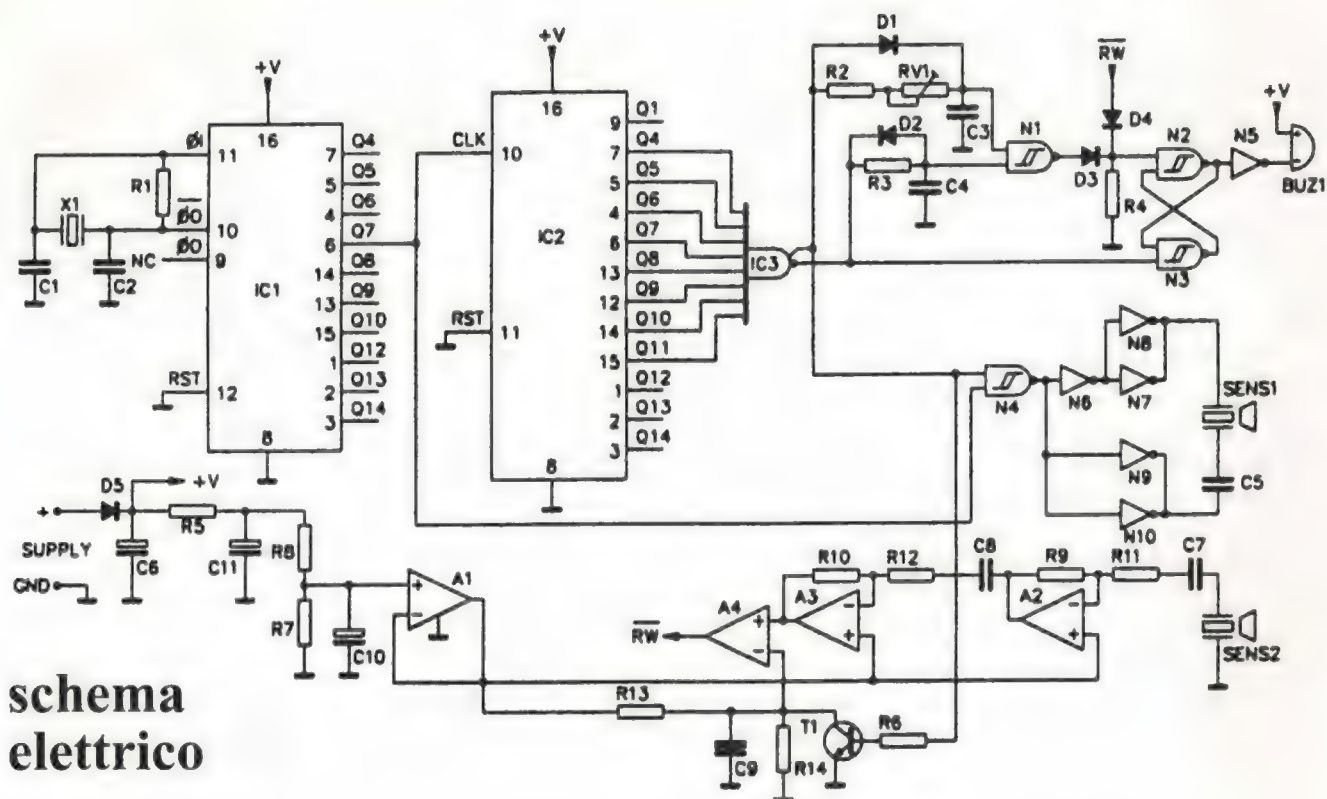 +V
16
ØI
11
R1
X1
ØO
10
ØO
9
NC
C1
C2
IC1
RST
12
8
Q4
7
Q5
5
Q6
4
Q7
6
Q8
14
Q9
13
Q10
15
Q12
1
Q13
2
Q14
3
+V
16
CLK
10
IC2
RST
11
8
Q1
9
Q4
7
Q5
5
Q6
4
Q7
6
Q8
13
Q9
12
Q10
14
Q11
15
Q12
1
Q13
2
Q14
3
IC3
D1
R2
RV1
C3
D2
R3
C4
N1
RW
D4
D3
R4
N2
N5
+V
BUZ1
N3
N4
N6
N8
N7
N9
N10
SENS1
C5
D5
+V
+
R5
SUPPLY
C6
C11
GND
R8
R7
C10
+
-
A1
RW
A4
+
-
R10
A3
-
+
R12
C8
R9
A2
-
+
R11
C7
SENS2
R13
C9
R14
T1
R6
schema
elettrico